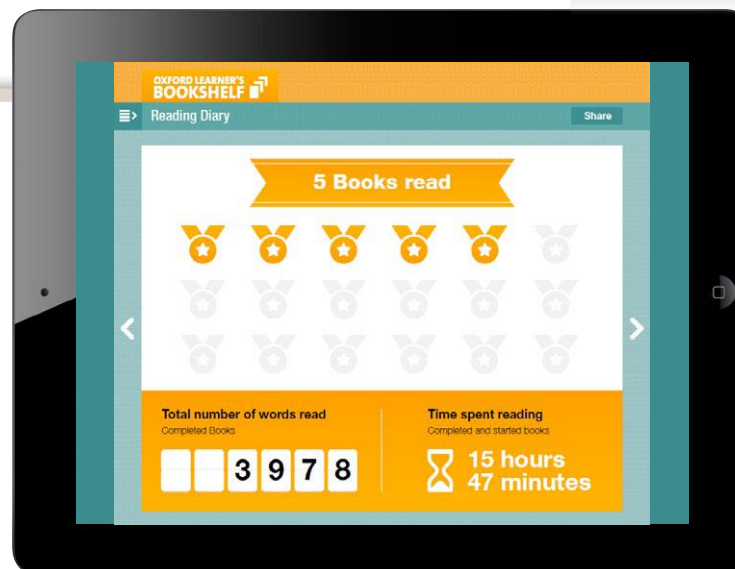 OXFORD LEARNER'S
BOOKSHELF
Reading Diary
Share
5 Books read
Total number of words read
Completed Books
3978
Time spent reading
Completed and started books
15 hours
47 minutes